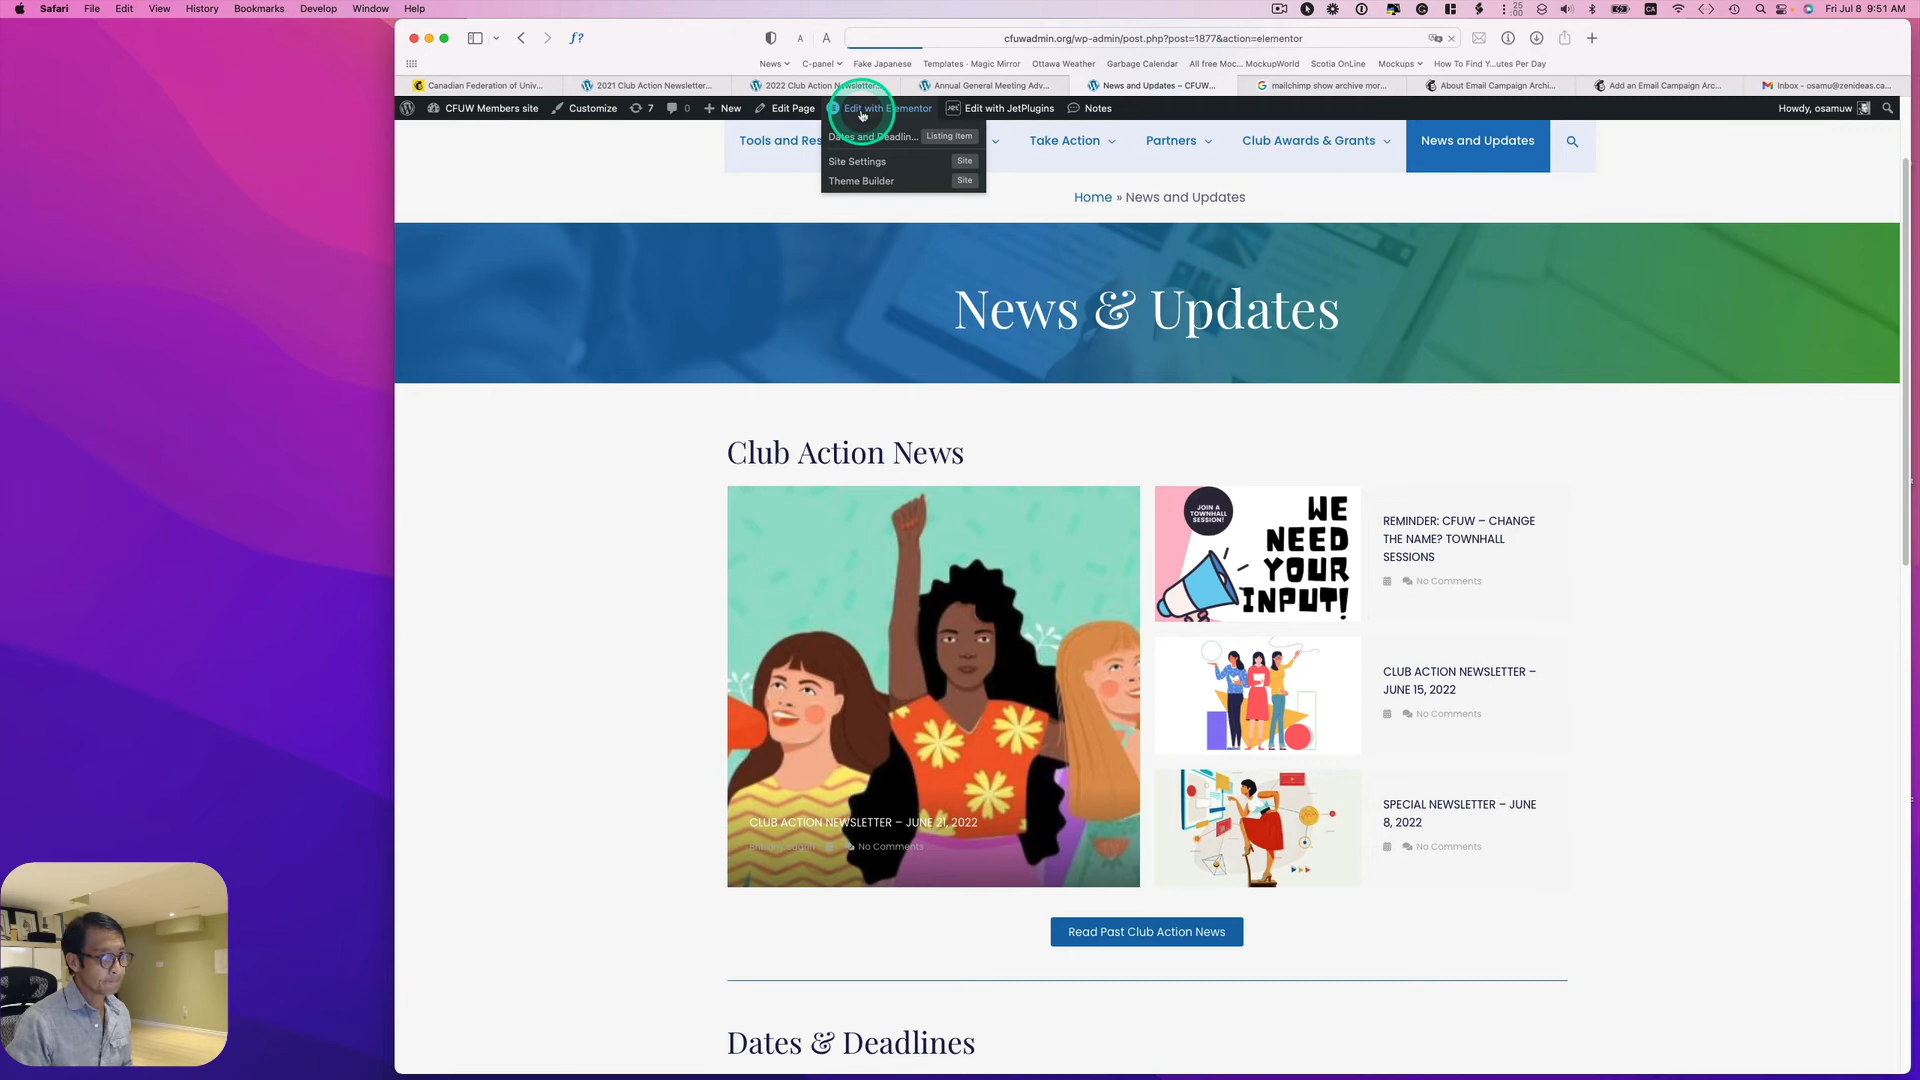 Safari File Edit View History Bookmarks Develop Window Help
Fri Jul 8 9:51 AM
cfuwadmin.org/wp-admin/post.php?post=1877&action=elementor
News C-panel Fake Japanese Templates - Magic Mirror Ottawa Weather Garbage Calendar All free Moc... MockupWorld Scotia OnLine Mockups How To Find Y...utes Per Day
Canadian Federation of Univ... 2021 Club Action Newsletter... 2022 Club Action Newsletter... Annual General Meeting Adv... News and Updates – CFUW... mailchimp show archive mor... About Email Campaign Archi... Add an Email Campaign Arc... Inbox - osamu@zenideas.ca...
CFUW Members site Customize 7 0 New Edit Page Edit with Elementor Edit with JetPlugins Notes Howdy, osamuw
Dates and Deadlin... Listing Item
Site Settings Site
Theme Builder Site
Tools and Res Take Action Partners Club Awards & Grants News and Updates
Home » News and Updates
News & Updates
Club Action News
JOIN A
TOWNHALL
SESSION!
WE
NEED
YOUR
INPUT!
REMINDER: CFUW – CHANGE
THE NAME? TOWNHALL
SESSIONS
No Comments
CLUB ACTION NEWSLETTER –
JUNE 15, 2022
No Comments
SPECIAL NEWSLETTER – JUNE
8, 2022
No Comments
CLUB ACTION NEWSLETTER – JUNE 21, 2022
No Comments
Read Past Club Action News
Dates & Deadlines